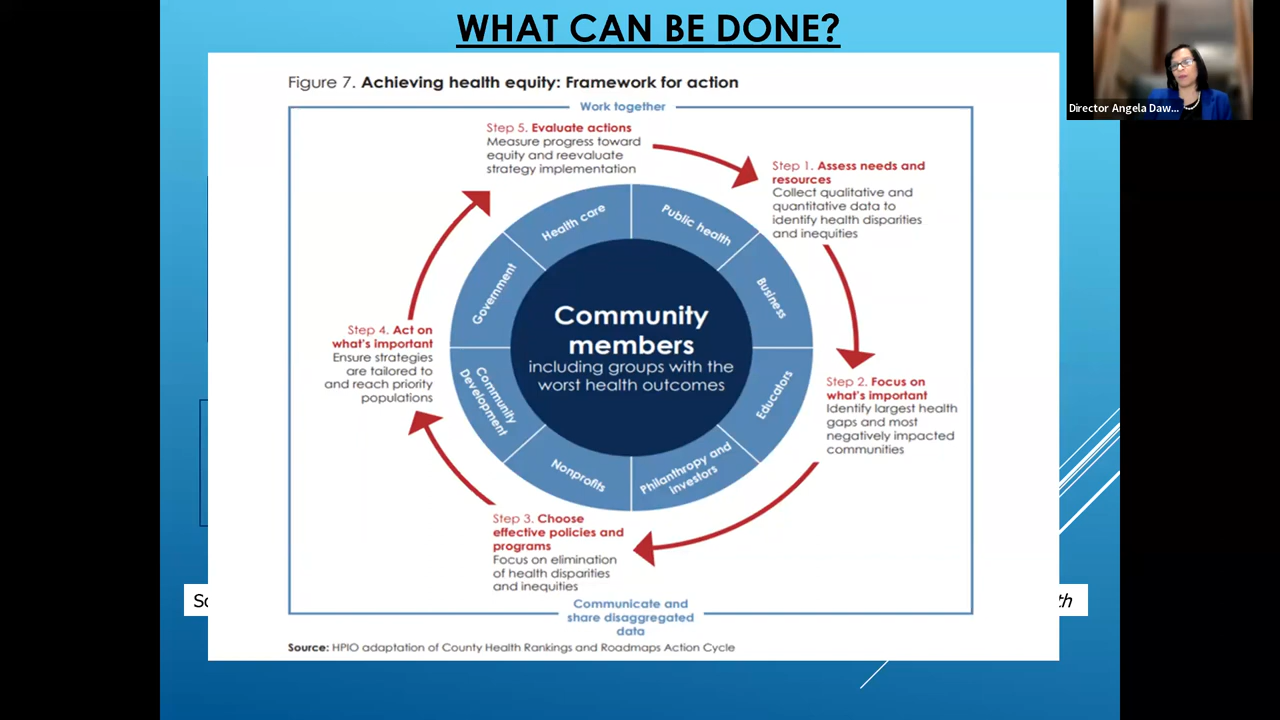 WHAT CAN BE DONE?
Director Angela Daw...
Figure 7. Achieving health equity: Framework for action
Work together
Step 5. Evaluate actions
Measure progress toward
equity and reevaluate
strategy implementation
Step 1. Assess needs and
resources
Collect qualitative and
quantitative data to
identify health disparities
and inequities
Health care
Public health
Government
Business
Community
members
including groups with the
worst health outcomes
Step 4. Act on
what's important
Ensure strategies
are tailored to
and reach priority
populations
Step 2. Focus on
what's important
Identify largest health
gaps and most
negatively impacted
communities
Community
Development
Educators
Nonprofits
Philanthropy and
investors
Step 3. Choose
effective policies and
programs
Focus on elimination
of health disparities
and inequities
Communicate and
share disaggregated
data
Source: HPIO adaptation of County Health Rankings and Roadmaps Action Cycle